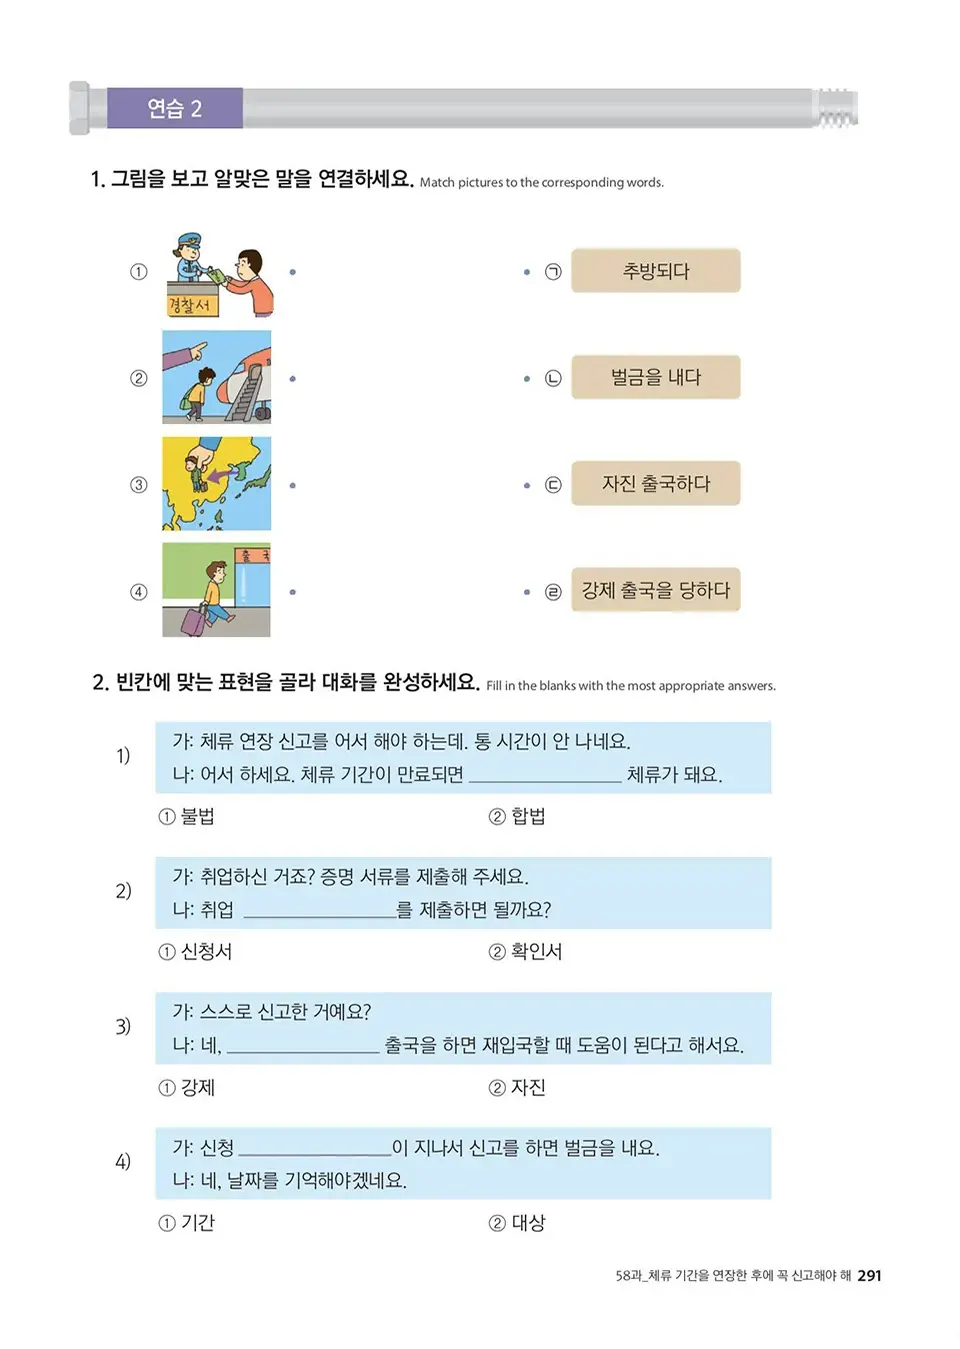 연습 2
1. 그림을 보고 알맞은 말을 연결하세요. Match pictures to the corresponding words.
① 경찰서 ㉠ 추방되다
② ㉡ 벌금을 내다
③ ㉢ 자진 출국하다
④ 출국 ㉣ 강제 출국을 당하다
2. 빈칸에 맞는 표현을 골라 대화를 완성하세요. Fill in the blanks with the most appropriate answers.
1) 가: 체류 연장 신고를 어서 해야 하는데. 통 시간이 안 나네요.
나: 어서 하세요. 체류 기간이 만료되면 ______________ 체류가 돼요.
① 불법 ② 합법
2) 가: 취업하신 거죠? 증명 서류를 제출해 주세요.
나: 취업 ______________를 제출하면 될까요?
① 신청서 ② 확인서
3) 가: 스스로 신고한 거예요?
나: 네, ______________ 출국을 하면 재입국할 때 도움이 된다고 해서요.
① 강제 ② 자진
4) 가: 신청 ______________이 지나서 신고를 하면 벌금을 내요.
나: 네, 날짜를 기억해야겠네요.
① 기간 ② 대상
58과_체류 기간을 연장한 후에 꼭 신고해야 해 291